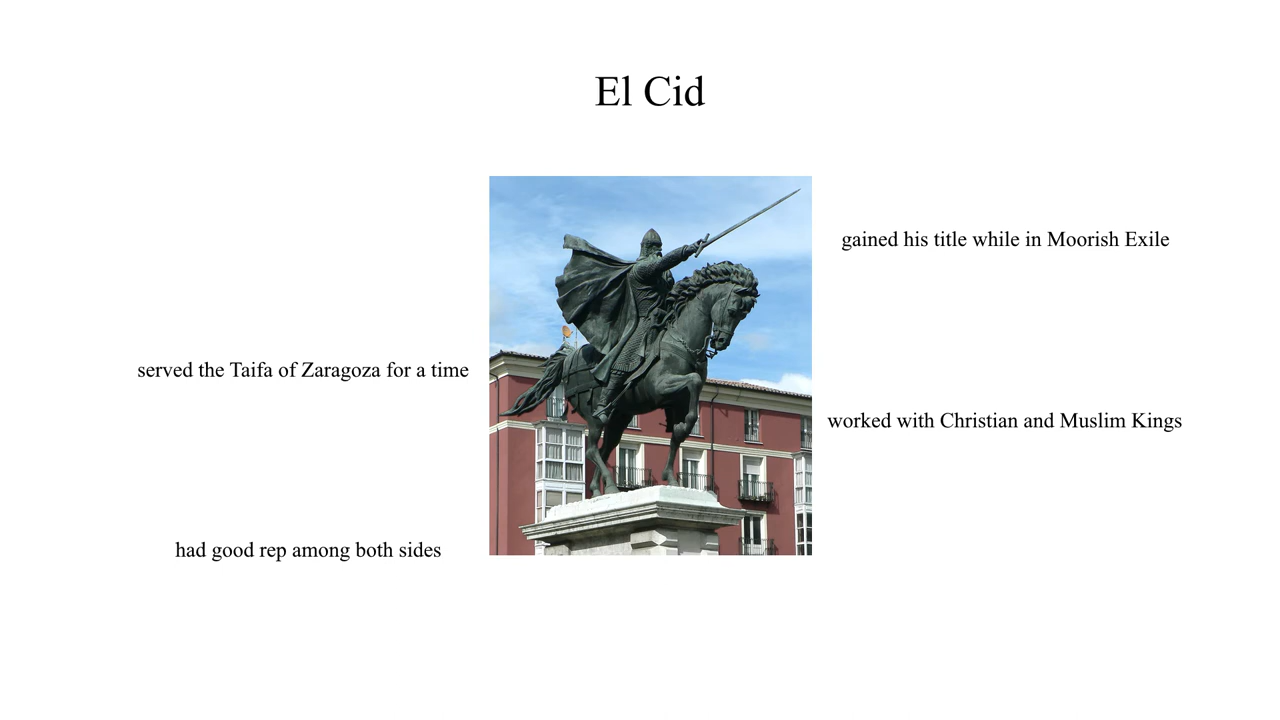 El Cid
gained his title while in Moorish Exile
served the Taifa of Zaragoza for a time
worked with Christian and Muslim Kings
had good rep among both sides